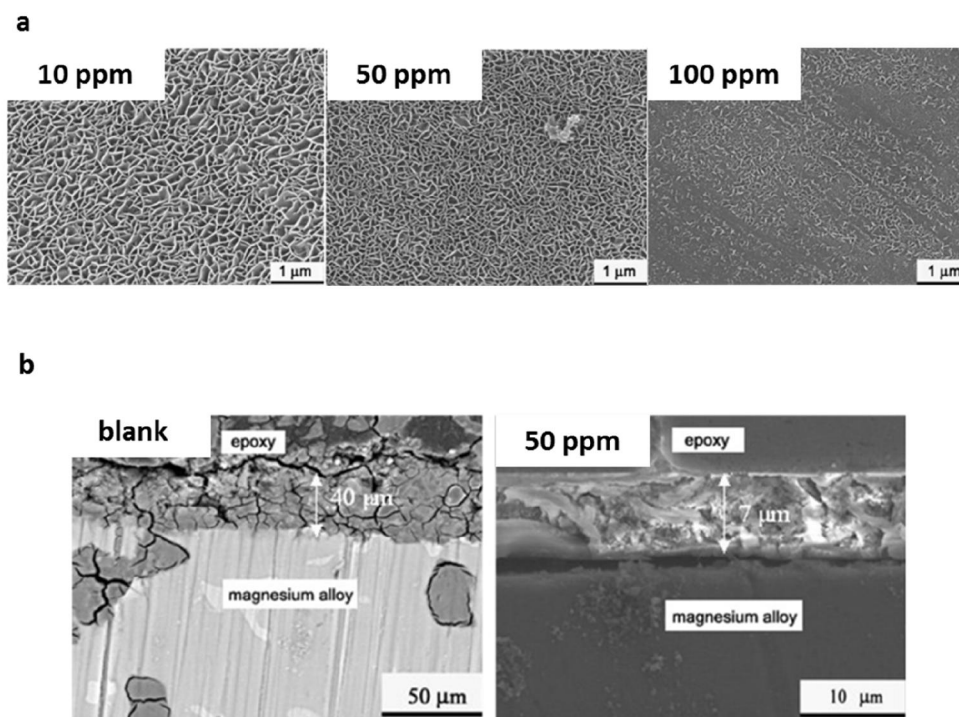 a
10 ppm
50 ppm
100 ppm
1 μm
1 μm
1 μm
b
blank
50 ppm
epoxy
epoxy
40 μm
7 μm
magnesium alloy
magnesium alloy
50 μm
10 μm